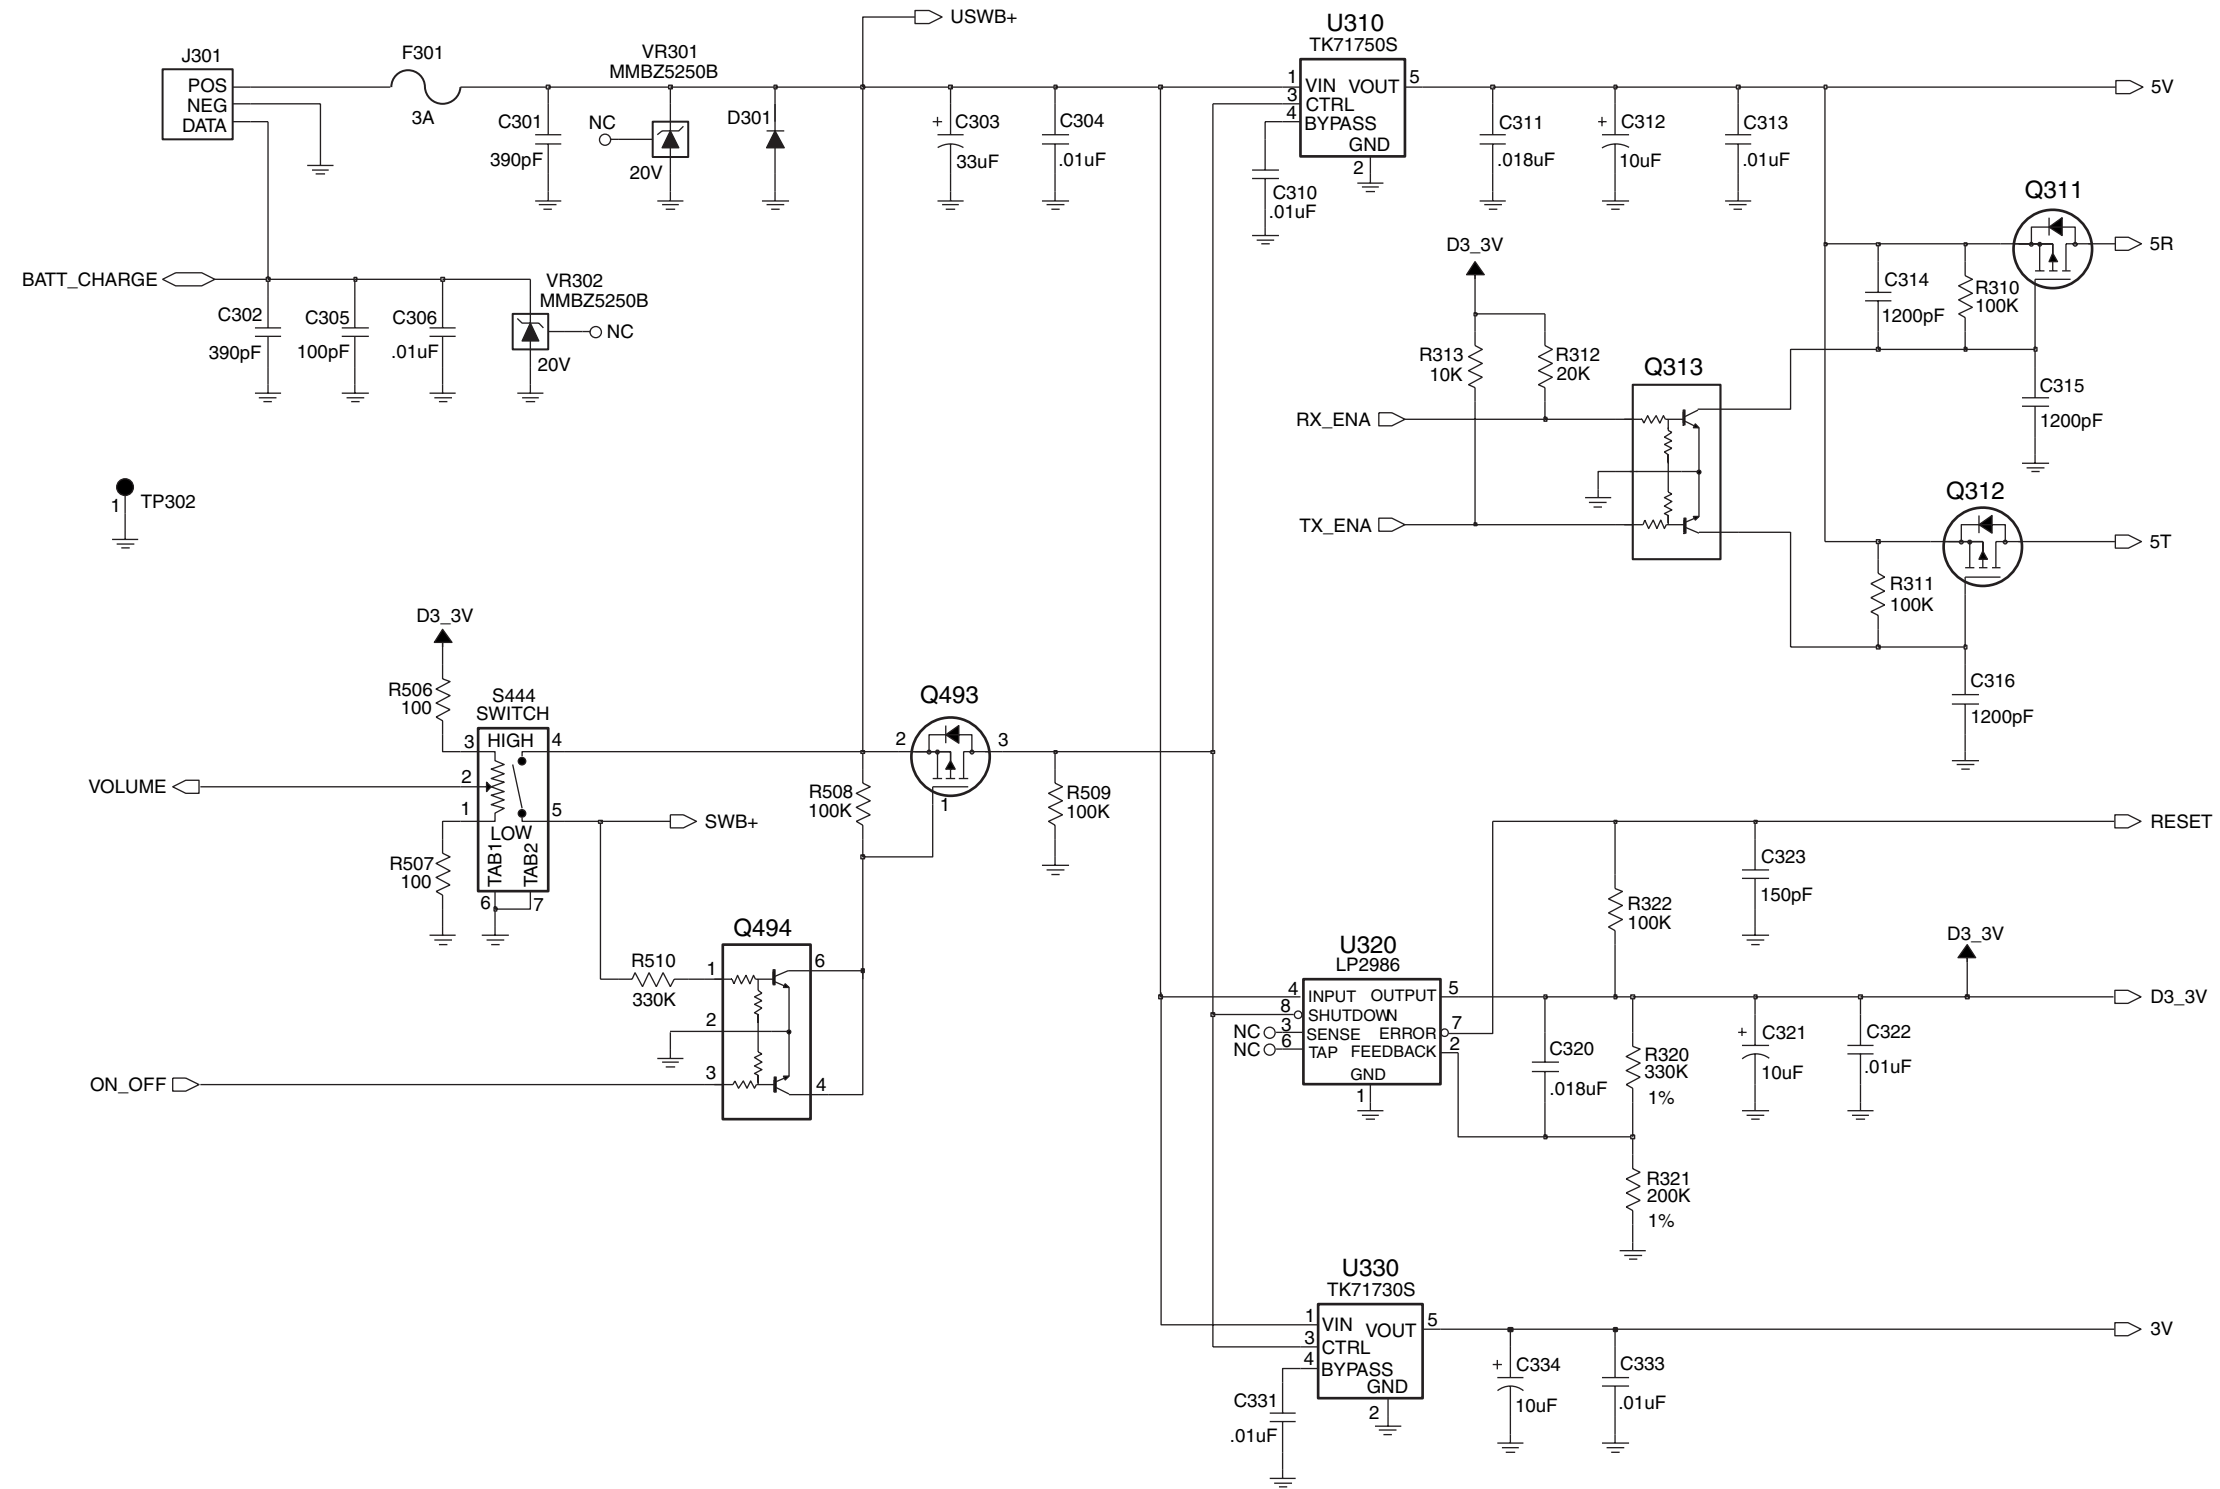 USWB+
J301
POS
NEG
DATA
F301
3A
VR301
MMBZ5250B
C301
390pF
NC
20V
D301
+
C303
33uF
C304
.01uF
U310
TK71750S
1
3
4
VIN
VOUT
CTRL
BYPASS
GND
5
2
C310
.01uF
C311
.018uF
+
C312
10uF
C313
.01uF
5V
Q311
5R
C314
1200pF
R310
100K
C315
1200pF
BATT_CHARGE
C302
390pF
C305
100pF
C306
.01uF
VR302
MMBZ5250B
NC
20V
D3_3V
R313
10K
R312
20K
Q313
RX_ENA
TX_ENA
Q312
5T
R311
100K
C316
1200pF
1
TP302
D3_3V
R506
100
S444
SWITCH
3
HIGH
4
2
1
5
LOW
TAB1
TAB2
6
7
VOLUME
R507
100
SWB+
Q493
2
3
1
R508
100K
R509
100K
Q494
R510
330K
1
6
2
3
4
ON_OFF
RESET
R322
100K
C323
150pF
D3_3V
U320
LP2986
4
INPUT
OUTPUT
5
8
SHUTDOWN
NC
3
SENSE
ERROR
7
NC
6
TAP
FEEDBACK
2
GND
1
C320
.018uF
R320
330K
1%
+
C321
10uF
C322
.01uF
D3_3V
R321
200K
1%
U330
TK71730S
1
VIN
VOUT
5
3
CTRL
4
BYPASS
GND
2
C331
.01uF
+
C334
10uF
C333
.01uF
3V